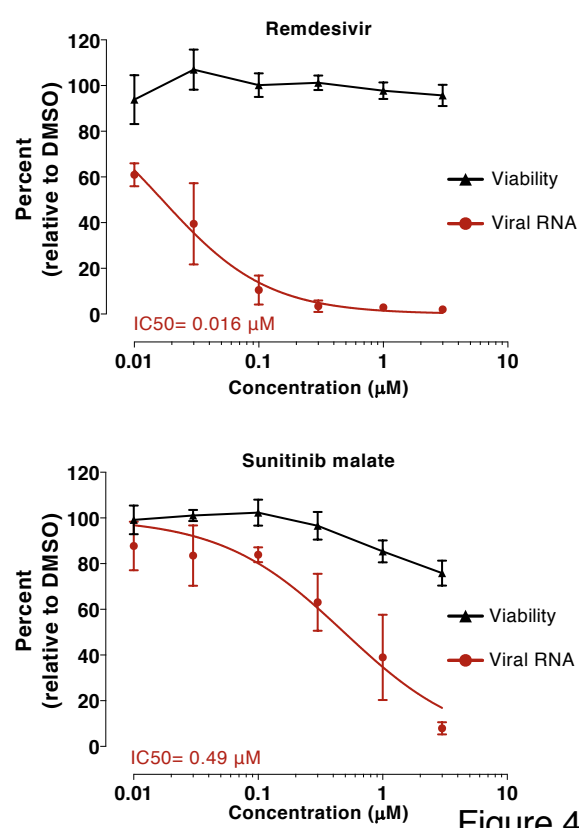 Remdesivir
Percent
(relative to DMSO)
120
100
80
60
40
20
0
Viability
Viral RNA
IC50= 0.016 μM
0.01
0.1
1
10
Concentration (μM)
Sunitinib malate
Percent
(relative to DMSO)
120
100
80
60
40
20
0
Viability
Viral RNA
IC50= 0.49 μM
0.01
0.1
1
10
Concentration (μM)
Figure 4